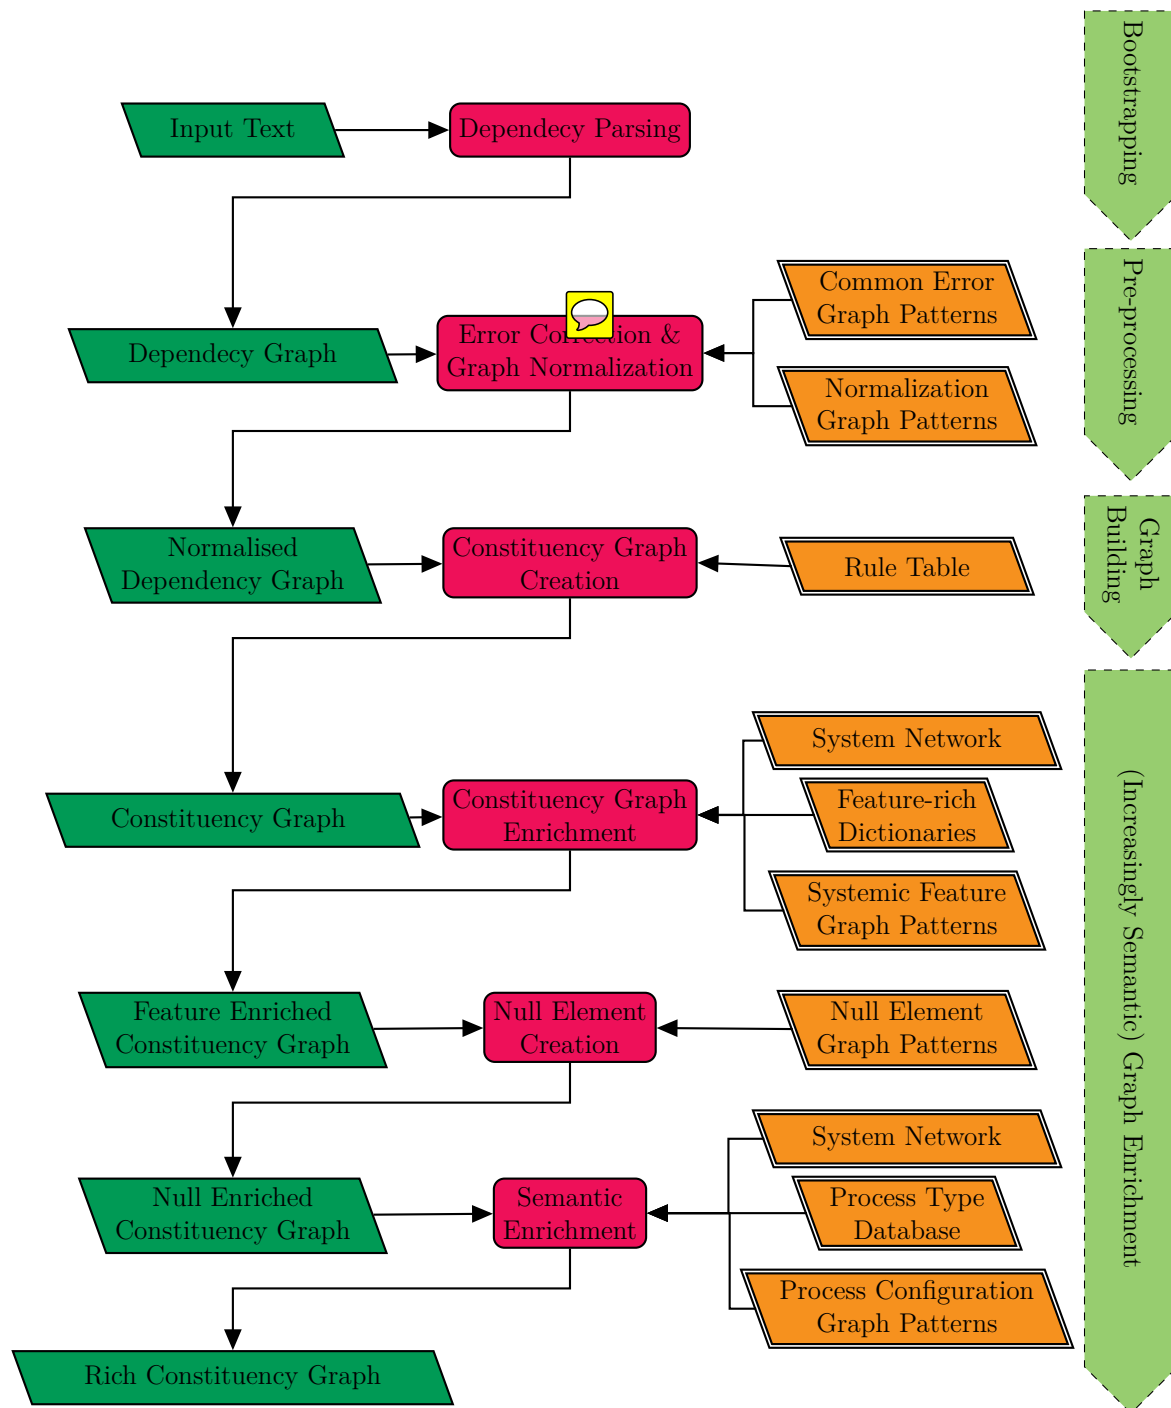 Bootstrapping
Input Text
Dependecy Parsing
Pre-processing
Common Error
Graph Patterns
Dependecy Graph
Error Correction &
Graph Normalization
Normalization
Graph Patterns
Graph
Building
Normalised
Dependency Graph
Constituency Graph
Creation
Rule Table
(Increasingly Semantic) Graph Enrichment
System Network
Constituency Graph
Constituency Graph
Enrichment
Feature-rich
Dictionaries
Systemic Feature
Graph Patterns
Feature Enriched
Constituency Graph
Null Element
Creation
Null Element
Graph Patterns
System Network
Null Enriched
Constituency Graph
Semantic
Enrichment
Process Type
Database
Process Configuration
Graph Patterns
Rich Constituency Graph